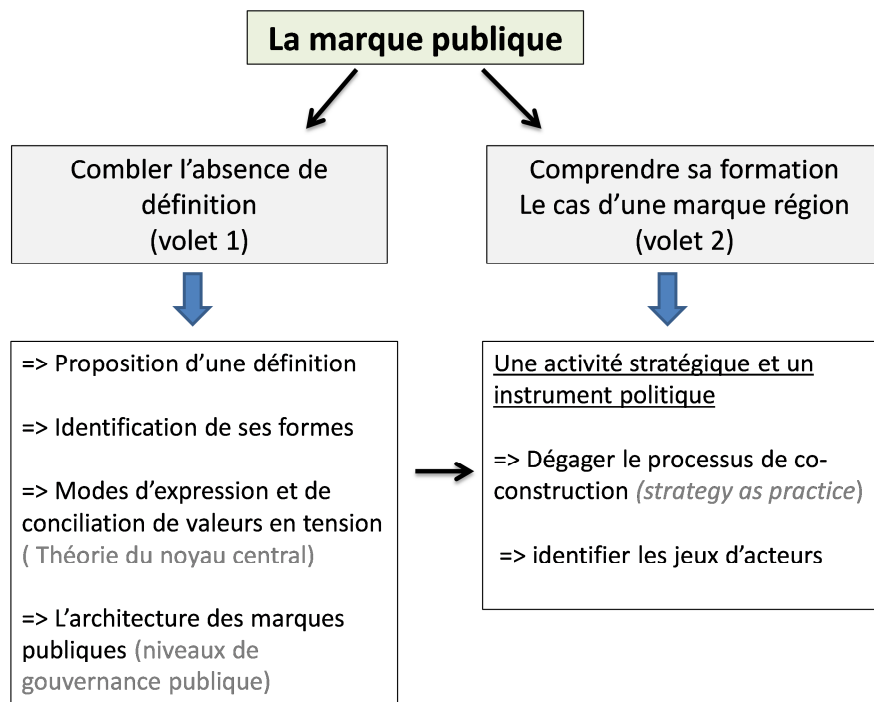 La marque publique
Combler l'absence de
définition
(volet 1)
Comprendre sa formation
Le cas d'une marque région
(volet 2)
=> Proposition d'une définition
=> Identification de ses formes
=> Modes d'expression et de
conciliation de valeurs en tension
( Théorie du noyau central)
=> L'architecture des marques
publiques (niveaux de
gouvernance publique)
Une activité stratégique et un
instrument politique
=> Dégager le processus de co-
construction (strategy as practice)
=> identifier les jeux d'acteurs